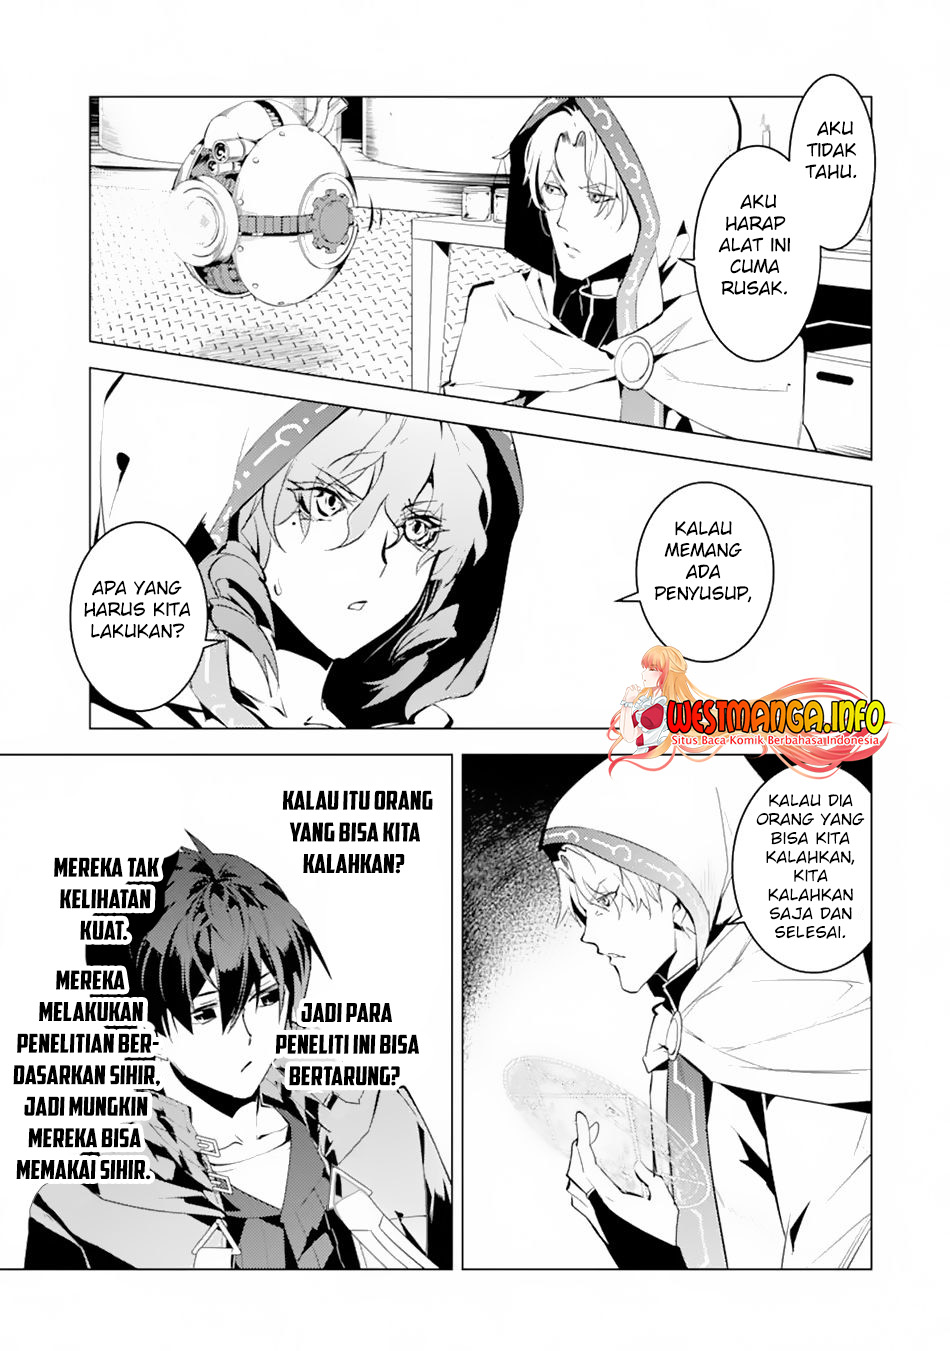 AKU
TIDAK
TAHU.
AKU
HARAP
ALAT INI
CUMA
RUSAK.
KALAU
MEMANG
ADA
PENYUSUP,
APA YANG
HARUS KITA
LAKUKAN?
WESTMANGA.INFO
Situs Baca Komik Berbahasa Indonesia
KALAU DIA
ORANG YANG
BISA KITA
KALAHKAN,
KITA
KALAHKAN
SAJA DAN
SELESAI.
KALAU ITU ORANG
YANG BISA KITA
KALAHKAN?
JADI PARA
PENELITI INI BISA
BERTARUNG?
MEREKA TAK
KELIHATAN
KUAT.
MEREKA
MELAKUKAN
PENELITIAN BER-
DASARKAN SIHIR,
JADI MUNGKIN
MEREKA BISA
MEMAKAI SIHIR.